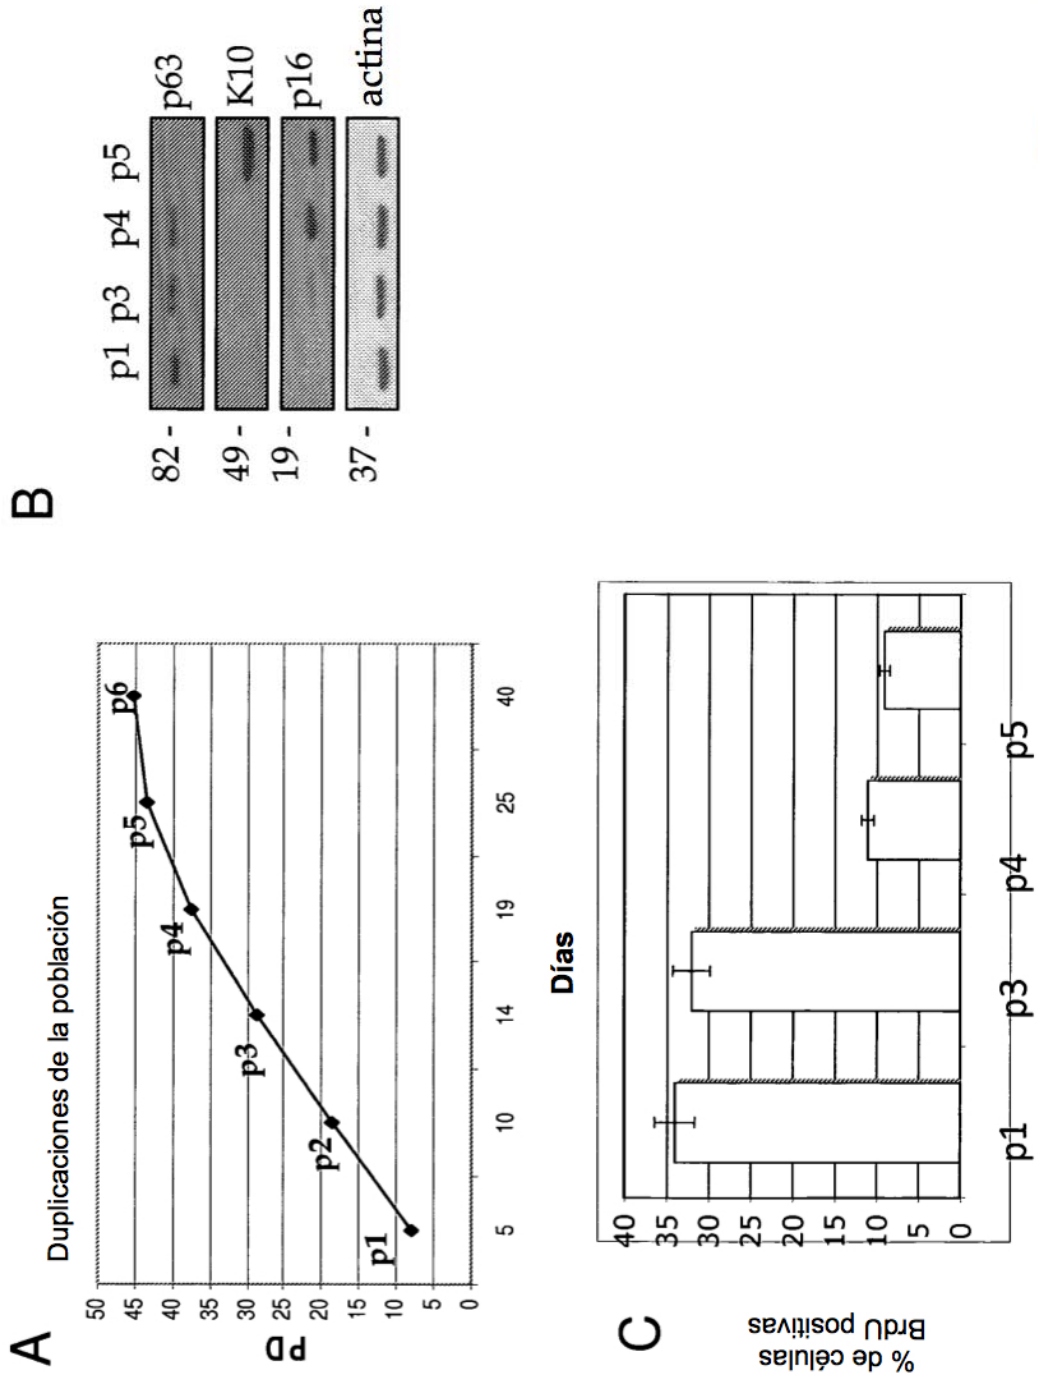 A
Duplicaciones de la población
50
45
40
35
30
25
20
15
10
5
0
PD
p1
p2
p3
p4
p5
p6
5 10 14 19 25 40
Días
B
p1 p3 p4 p5
82 - p63
49 - K10
19 - p16
37 - actina
C
% de células
BrdU positivas
40
35
30
25
20
15
10
5
0
p1 p3 p4 p5